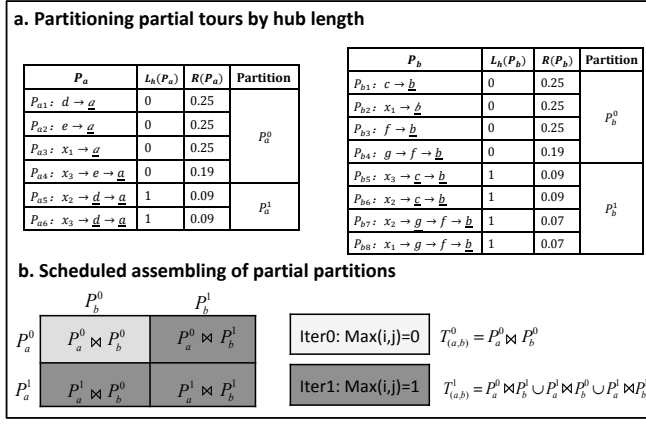 a. Partitioning partial tours by hub length
P_a L_h(P_a) R(P_a) Partition
P_a1: d → a 0 0.25
P_a2: e → a 0 0.25
P_a3: x_1 → a 0 0.25
P_a4: x_3 → e → a 0 0.19
P_a^0
P_a5: x_2 → d → a 1 0.09
P_a6: x_3 → d → a 1 0.09
P_a^1
P_b L_h(P_b) R(P_b) Partition
P_b1: c → b 0 0.25
P_b2: x_1 → b 0 0.25
P_b3: f → b 0 0.25
P_b4: g → f → b 0 0.19
P_b^0
P_b5: x_3 → c → b 1 0.09
P_b6: x_2 → c → b 1 0.09
P_b7: x_2 → g → f → b 1 0.07
P_b8: x_1 → g → f → b 1 0.07
P_b^1
b. Scheduled assembling of partial partitions
P_b^0 P_b^1
P_a^0 P_a^0 ⋈ P_b^0 P_a^0 ⋈ P_b^1
P_a^1 P_a^1 ⋈ P_b^0 P_a^1 ⋈ P_b^1
Iter0: Max(i,j)=0 T_(a,b)^0 = P_a^0 ⋈ P_b^0
Iter1: Max(i,j)=1 T_(a,b)^1 = P_a^0 ⋈ P_b^1 ∪ P_a^1 ⋈ P_b^0 ∪ P_a^1 ⋈ P_b^1